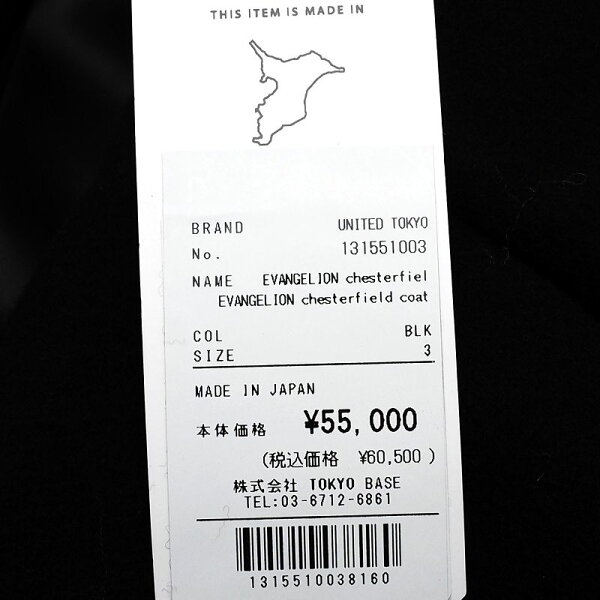 THIS ITEM IS MADE IN
BRAND UNITED TOKYO
No. 131551003
NAME EVANGELION chesterfiel
EVANGELION chesterfield coat
COL BLK
SIZE 3
MADE IN JAPAN
本体価格 ¥55,000
(税込価格 ¥60,500 )
株式会社 TOKYO BASE
TEL:03-6712-6861
1315510038160